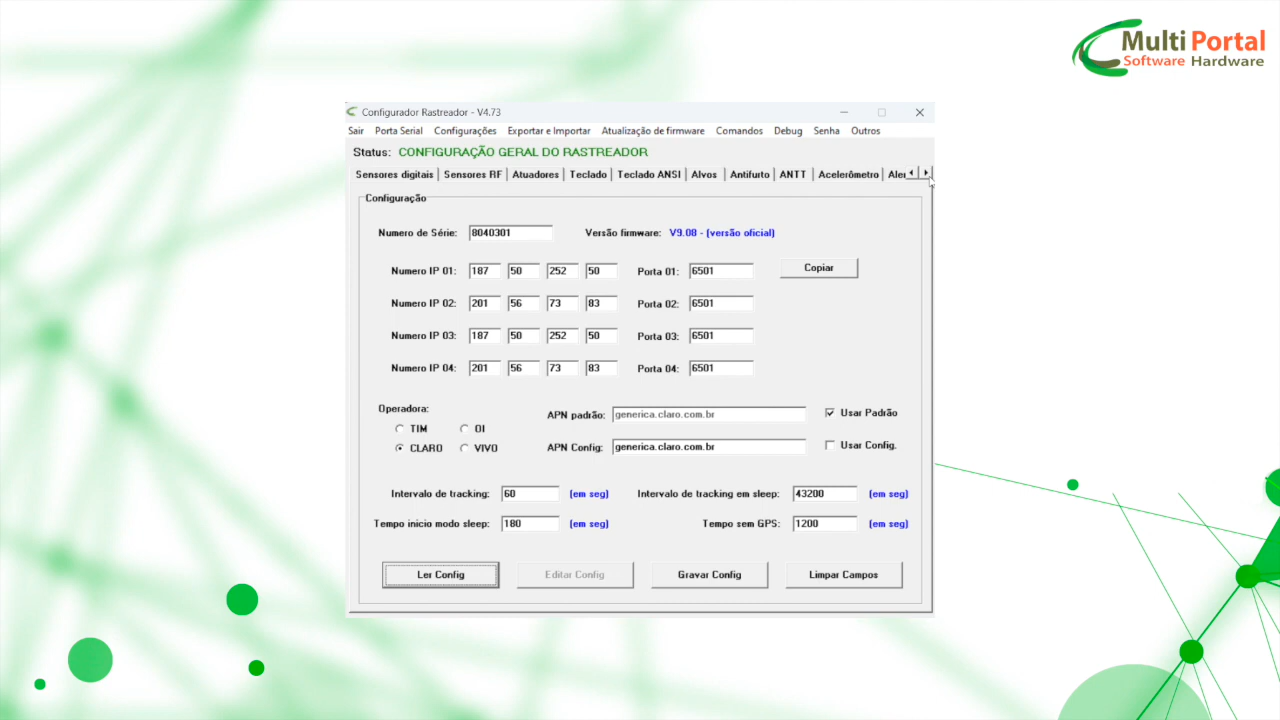 Multi Portal
Software Hardware
Configurador Rastreador - V4.73
Sair Porta Serial Configurações Exportar e Importar Atualização de firmware Comandos Debug Senha Outros
Status: CONFIGURAÇÃO GERAL DO RASTREADOR
Sensores digitais Sensores RF Atuadores Teclado Teclado ANSI Alvos Antifurto ANTT Acelerômetro
Configuração
Numero de Série: 8040301 Versão firmware: V9.08 - (versão oficial)
Numero IP 01: 187 50 252 50 Porta 01: 6501 Copiar
Numero IP 02: 201 56 73 83 Porta 02: 6501
Numero IP 03: 187 50 252 50 Porta 03: 6501
Numero IP 04: 201 56 73 83 Porta 04: 6501
Operadora: APN padrão: generica.claro.com.br Usar Padrão
TIM OI
CLARO VIVO APN Config: generica.claro.com.br Usar Config.
Intervalo de tracking: 60 (em seg) Intervalo de tracking em sleep: 43200 (em seg)
Tempo inicio modo sleep: 180 (em seg) Tempo sem GPS: 1200 (em seg)
Ler Config Editar Config Gravar Config Limpar Campos